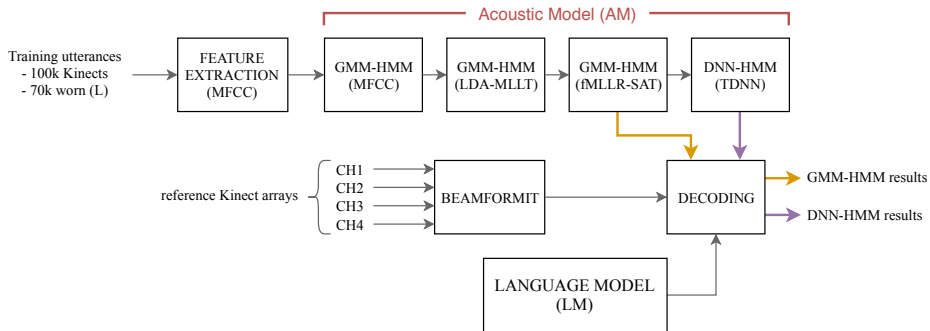 Acoustic Model (AM)
Training utterances
- 100k Kinects
- 70k worn (L)
FEATURE
EXTRACTION
(MFCC)
GMM-HMM
(MFCC)
GMM-HMM
(LDA-MLLT)
GMM-HMM
(fMLLR-SAT)
DNN-HMM
(TDNN)
reference Kinect arrays
CH1
CH2
CH3
CH4
BEAMFORMIT
DECODING
GMM-HMM results
DNN-HMM results
LANGUAGE MODEL
(LM)